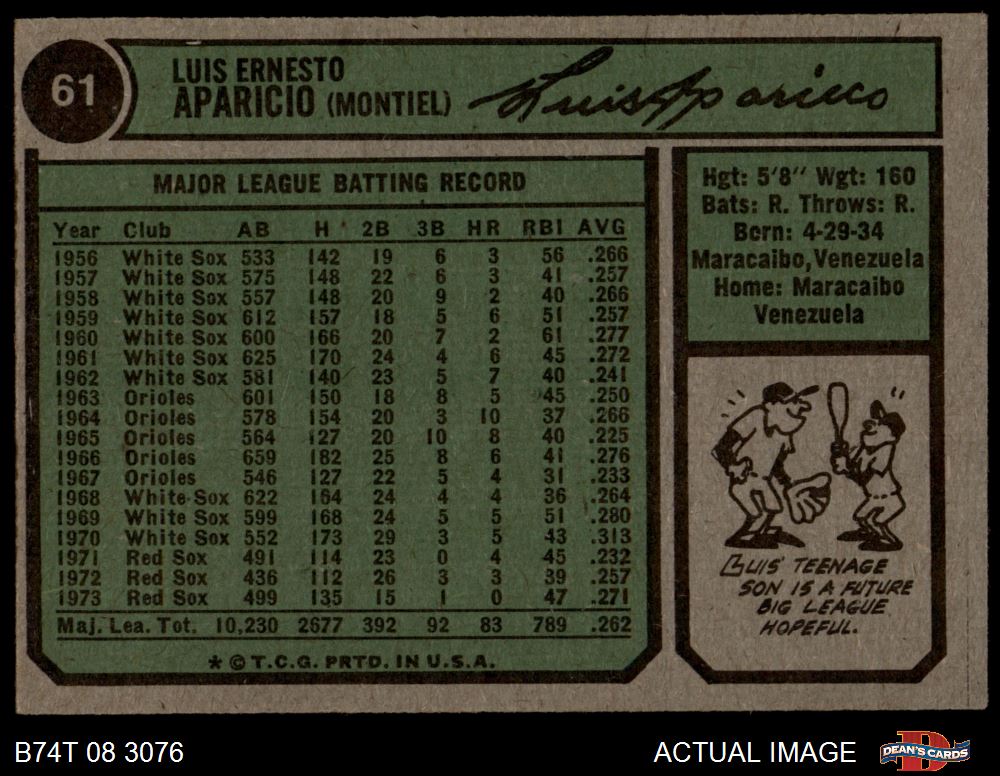 61
LUIS ERNESTO
APARICIO (MONTIEL)
Luis Aparicio
MAJOR LEAGUE BATTING RECORD
Year Club AB H 2B 3B HR RBI AVG
1956 White Sox 533 142 19 6 3 56 .266
1957 White Sox 575 148 22 6 3 41 .257
1958 White Sox 557 148 20 9 2 40 .266
1959 White Sox 612 157 18 5 6 51 .257
1960 White Sox 600 166 20 7 2 61 .277
1961 White Sox 625 170 24 4 6 45 .272
1962 White Sox 581 140 23 5 7 40 .241
1963 Orioles 601 150 18 8 5 45 .250
1964 Orioles 578 154 20 3 10 37 .266
1965 Orioles 564 127 20 10 8 40 .225
1966 Orioles 659 182 25 8 6 41 .276
1967 Orioles 546 127 22 5 4 31 .233
1968 White Sox 622 164 24 4 4 36 .264
1969 White Sox 599 168 24 5 5 51 .280
1970 White Sox 552 173 29 3 5 43 .313
1971 Red Sox 491 114 23 0 4 45 .232
1972 Red Sox 436 112 26 3 3 39 .257
1973 Red Sox 499 135 15 1 0 47 .271
Maj. Lea. Tot. 10,230 2677 392 92 83 789 .262
* © T.C.G. PRTD. IN U.S.A.
Hgt: 5'8" Wgt: 160
Bats: R. Throws: R.
Born: 4-29-34
Maracaibo, Venezuela
Home: Maracaibo
Venezuela
LUIS' TEENAGE
SON IS A FUTURE
BIG LEAGUE
HOPEFUL.
B74T 08 3076
ACTUAL IMAGE
DEAN'S CARDS